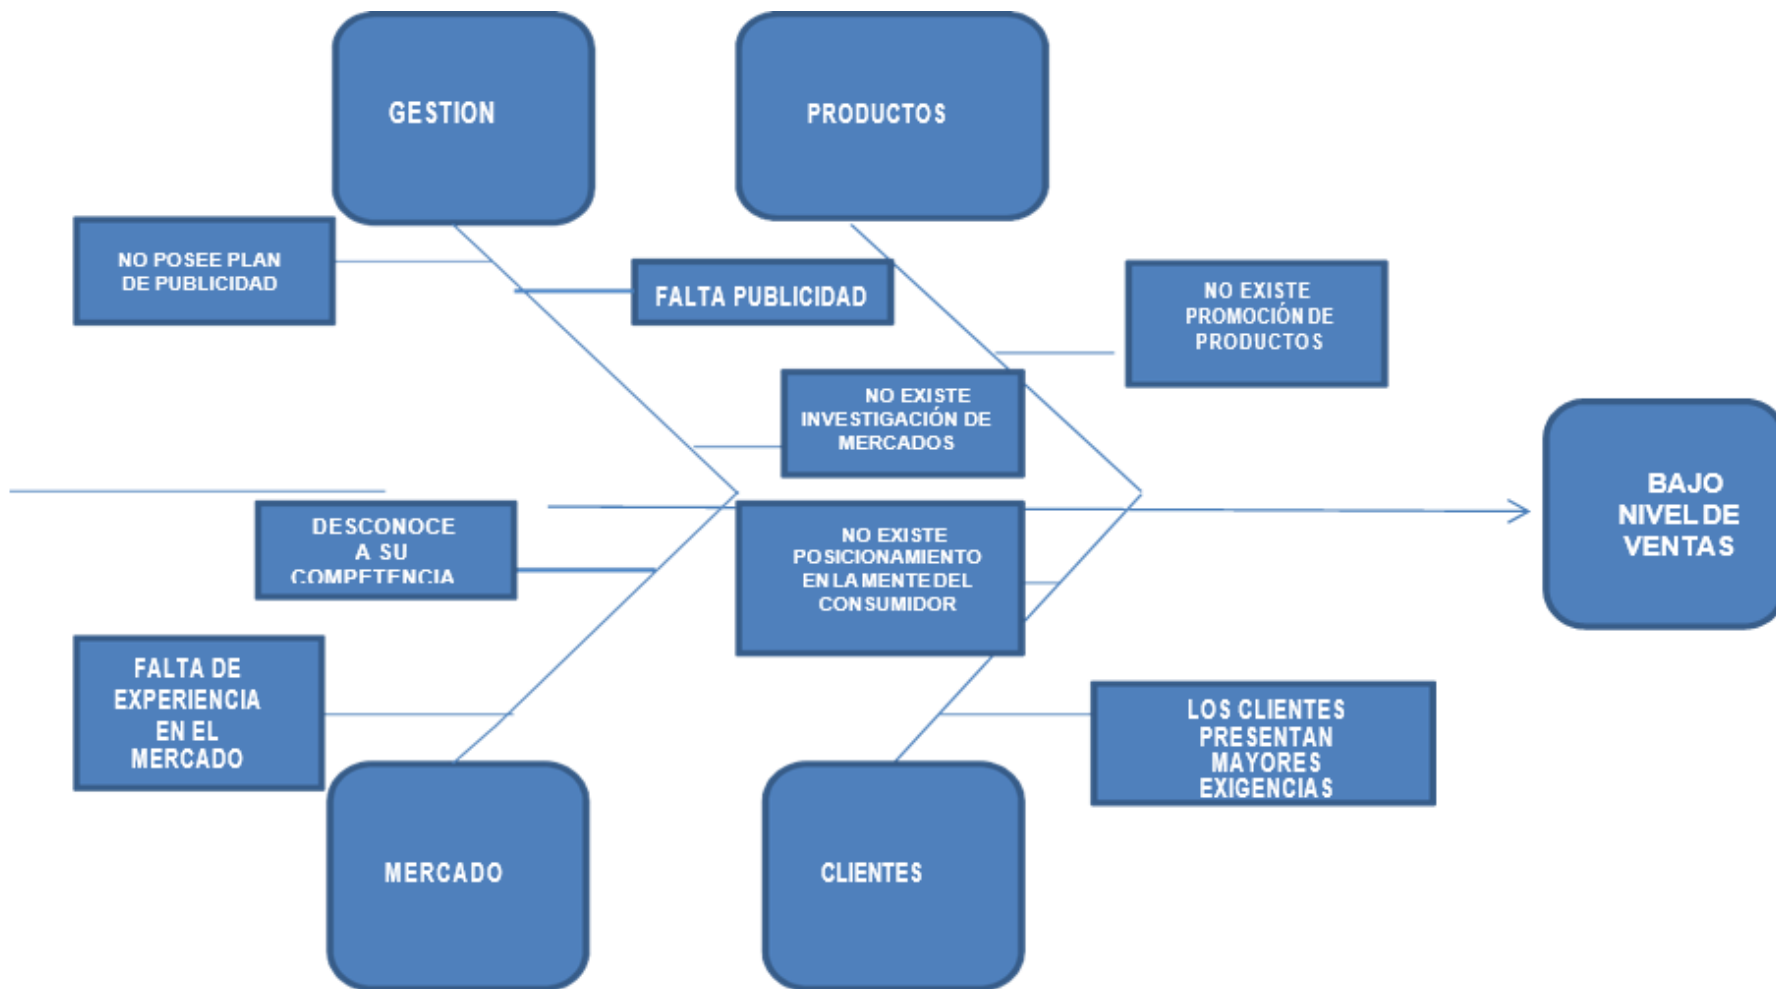 GESTION
PRODUCTOS
NO POSEE PLAN
DE PUBLICIDAD
FALTA PUBLICIDAD
NO EXISTE
PROMOCIÓN DE
PRODUCTOS
NO EXISTE
INVESTIGACIÓN DE
MERCADOS
BAJO
NIVEL DE
VENTAS
DESCONOCE
A SU
COMPETENCIA
NO EXISTE
POSICIONAMIENTO
EN LA MENTE DEL
CONSUMIDOR
FALTA DE
EXPERIENCIA
EN EL
MERCADO
LOS CLIENTES
PRESENTAN
MAYORES
EXIGENCIAS
MERCADO
CLIENTES